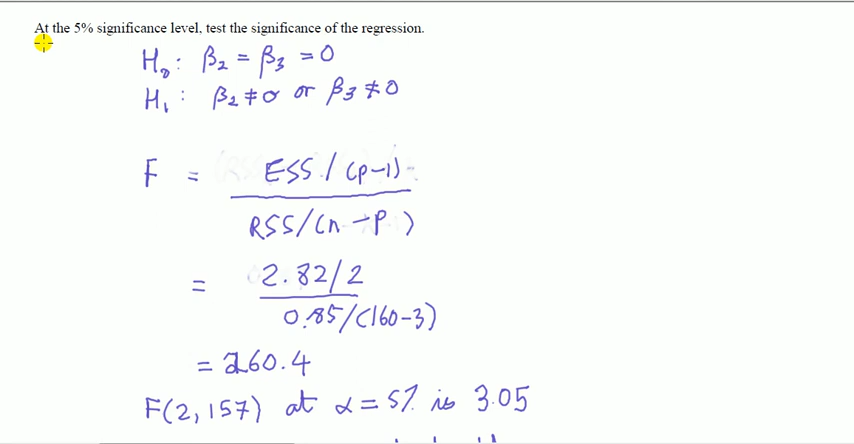 At the 5% significance level, test the significance of the regression.
H₀: β₂ = β₃ = 0
H₁: β₂ ≠ 0 or β₃ ≠ 0
F = ESS / (p-1)
RSS/(n-p)
= 2.82/2
0.85/(160-3)
= 260.4
F(2,157) at α = 5% is 3.05